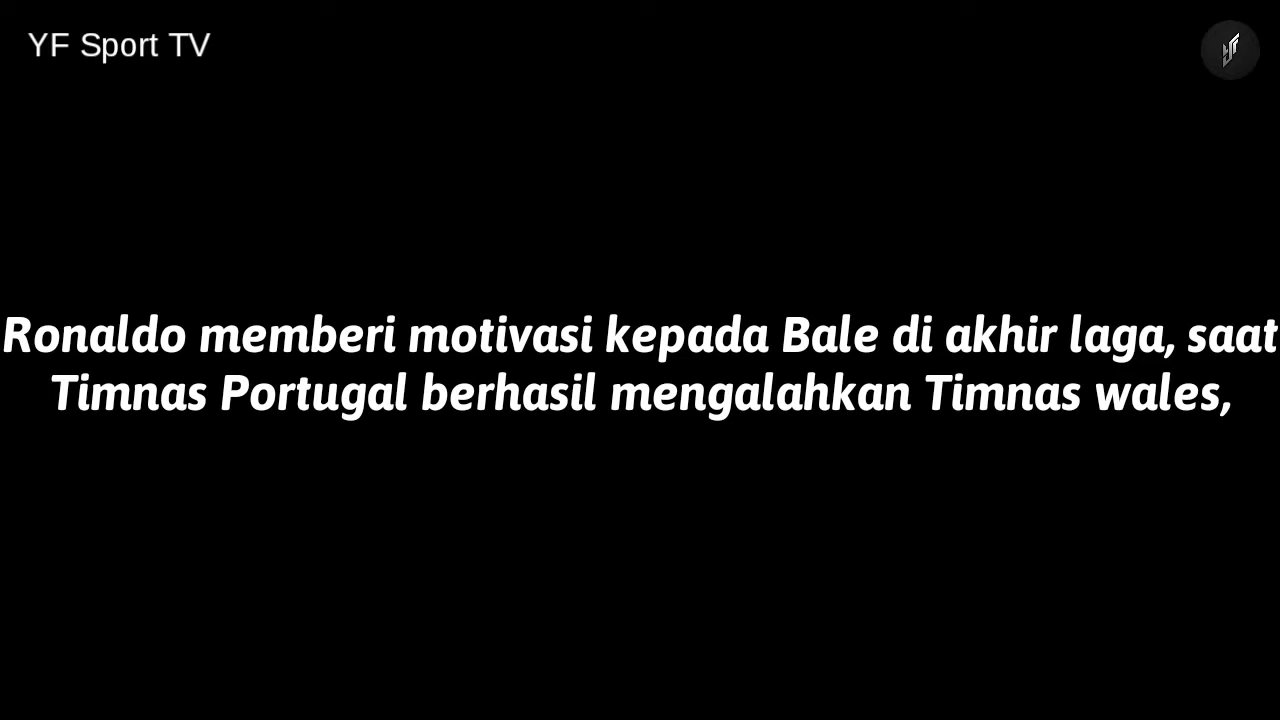 YF Sport TV
Ronaldo memberi motivasi kepada Bale di akhir laga, saat
Timnas Portugal berhasil mengalahkan Timnas wales,